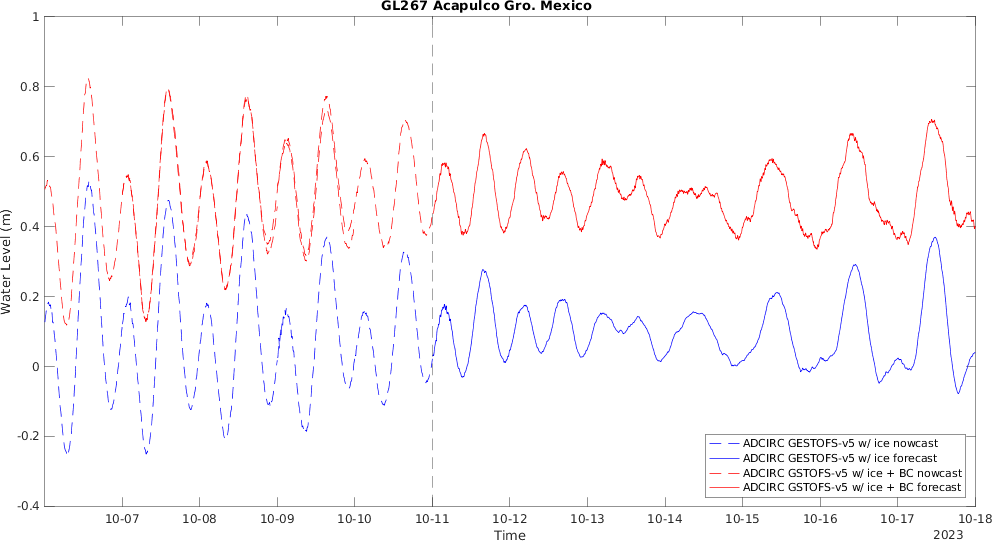 GL267 Acapulco Gro. Mexico
Water Level (m)
1
0.8
0.6
0.4
0.2
0
-0.2
-0.4
10-07 10-08 10-09 10-10 10-11 10-12 10-13 10-14 10-15 10-16 10-17 10-18
Time
2023
ADCIRC GESTOFS-v5 w/ ice nowcast
ADCIRC GESTOFS-v5 w/ ice forecast
ADCIRC GSTOFS-v5 w/ ice + BC nowcast
ADCIRC GSTOFS-v5 w/ ice + BC forecast